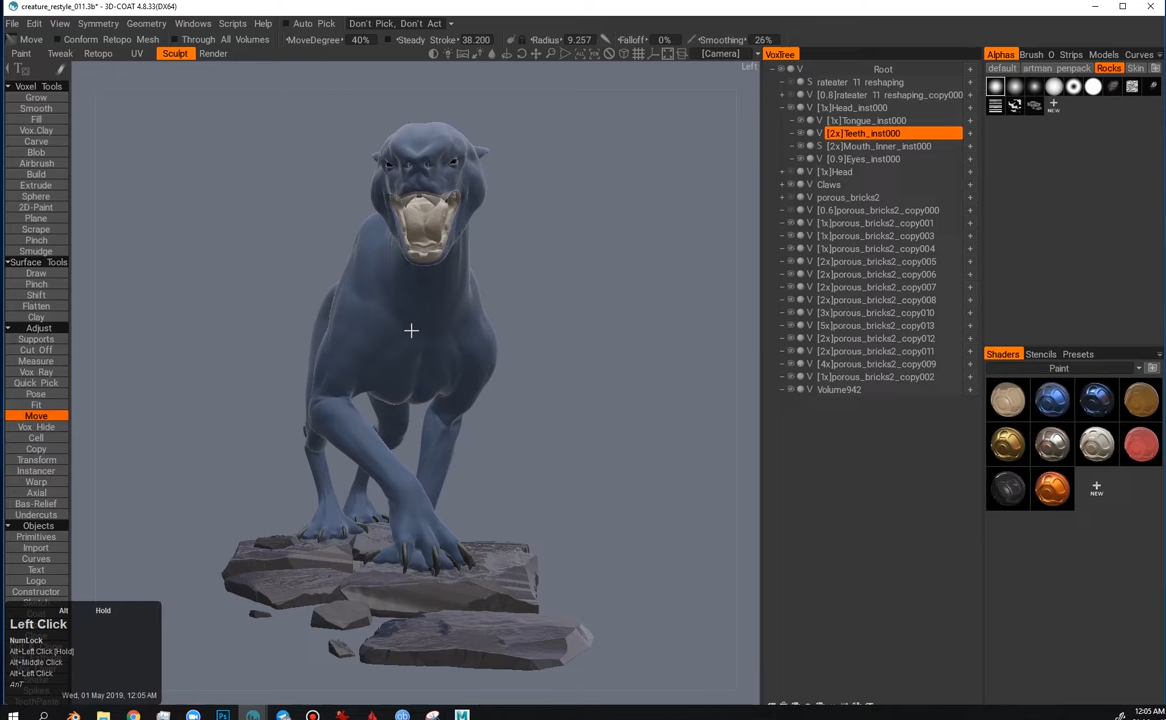 creature_restyle_011.3b* - 3D-COAT 4.8.33(DX64)
File Edit View Symmetry Geometry Windows Scripts Help Auto Pick Don't Pick, Don't Act
Move Conform Retopo Mesh Through All Volumes MoveDegree 40% Steady Stroke 38.200 Radius 9.257 Falloff 0% Smoothing 26%
Paint Tweak Retopo UV Sculpt Render [Camera]
Left
Voxel Tools
Grow
Smooth
Fill
Vox.Clay
Carve
Blob
Airbrush
Build
Extrude
Sphere
2D-Paint
Plane
Scrape
Pinch
Smudge
Surface Tools
Draw
Pinch
Shift
Flatten
Clay
Adjust
Supports
Cut Off
Measure
Vox Ray
Quick Pick
Pose
Fit
Move
Vox Hide
Cell
Copy
Transform
Instancer
Warp
Axial
Bas-Relief
Undercuts
Objects
Primitives
Import
Curves
Text
Logo
Constructor
Alt Hold
Left Click
NumLock
Alt+Left Click [Hold]
Alt+Middle Click
Alt+Left Click
Wed, 01 May 2019, 12:05 AM
VoxTree
V Root +
S rateater 11 reshaping +
V [0.8]rateater 11 reshaping_copy000 +
V [1x]Head_inst000 +
V [1x]Tongue_inst000 +
V [2x]Teeth_inst000 +
S [2x]Mouth_Inner_inst000 +
V [0.9]Eyes_inst000 +
V [1x]Head +
V Claws +
V porous_bricks2 +
V [0.6]porous_bricks2_copy000 +
V [1x]porous_bricks2_copy001 +
V [1x]porous_bricks2_copy003 +
V [1x]porous_bricks2_copy004 +
V [2x]porous_bricks2_copy005 +
V [2x]porous_bricks2_copy006 +
V [2x]porous_bricks2_copy007 +
V [2x]porous_bricks2_copy008 +
V [3x]porous_bricks2_copy010 +
V [5x]porous_bricks2_copy013 +
V [2x]porous_bricks2_copy012 +
V [2x]porous_bricks2_copy011 +
V [4x]porous_bricks2_copy009 +
V [1x]porous_bricks2_copy002 +
V Volume942 +
Alphas Brush O Strips Models Curves
default artman penpack Rocks Skin
NEW
Shaders Stencils Presets
Paint
NEW
12:05 AM